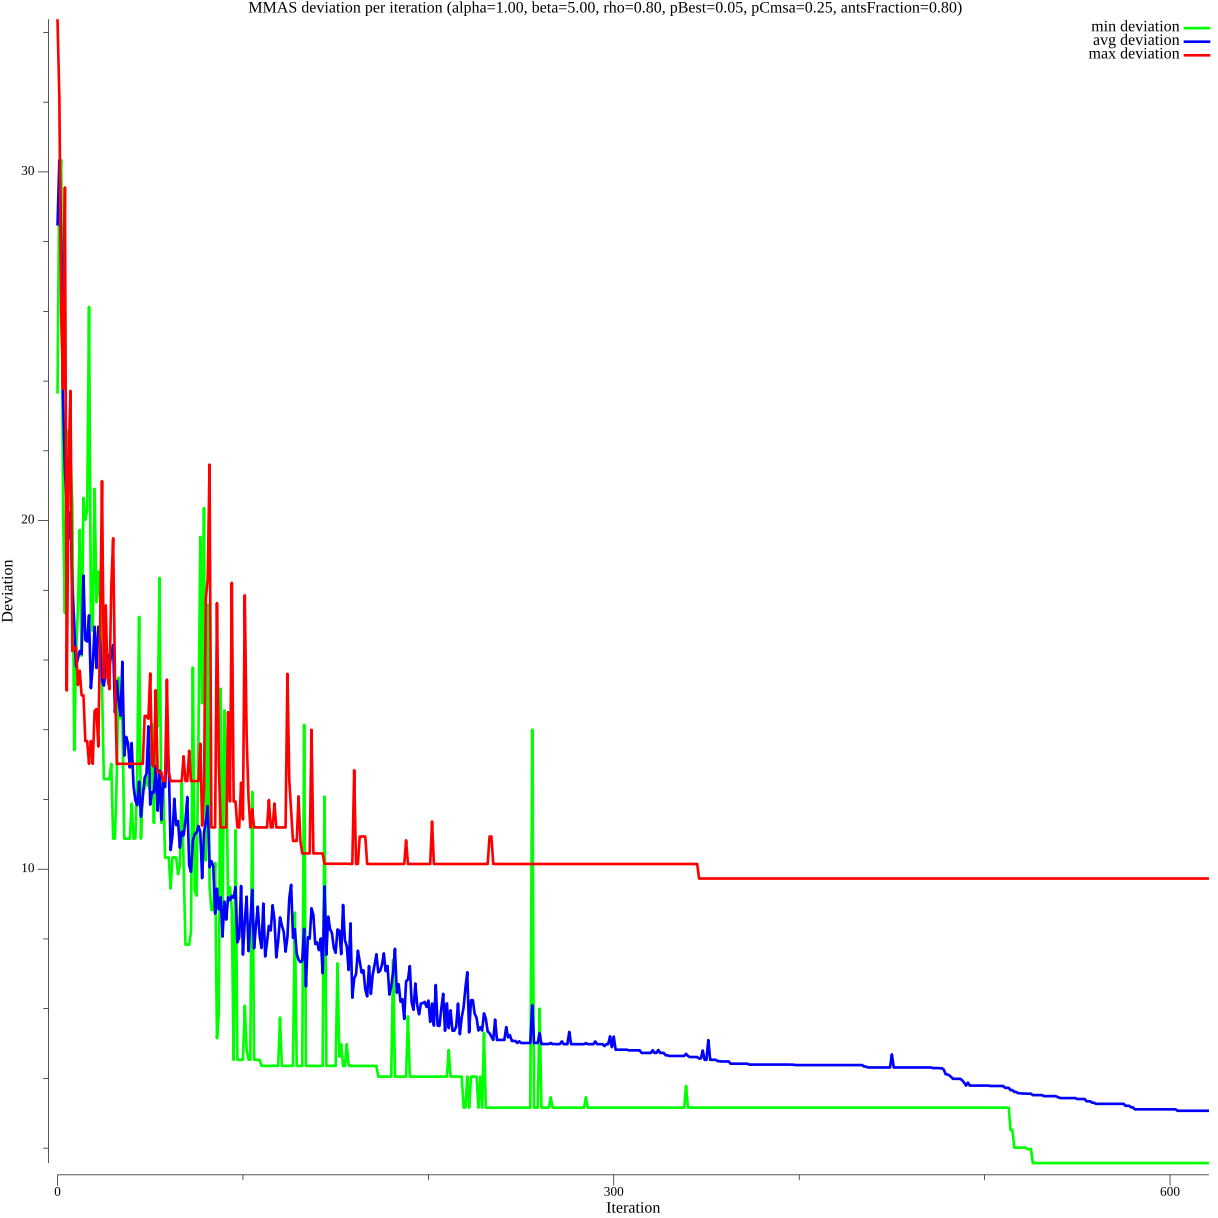 MMAS deviation per iteration (alpha=1.00, beta=5.00, rho=0.80, pBest=0.05, pCmsa=0.25, antsFraction=0.80)
min deviation
avg deviation
max deviation
30
20
10
Deviation
0
300
600
Iteration